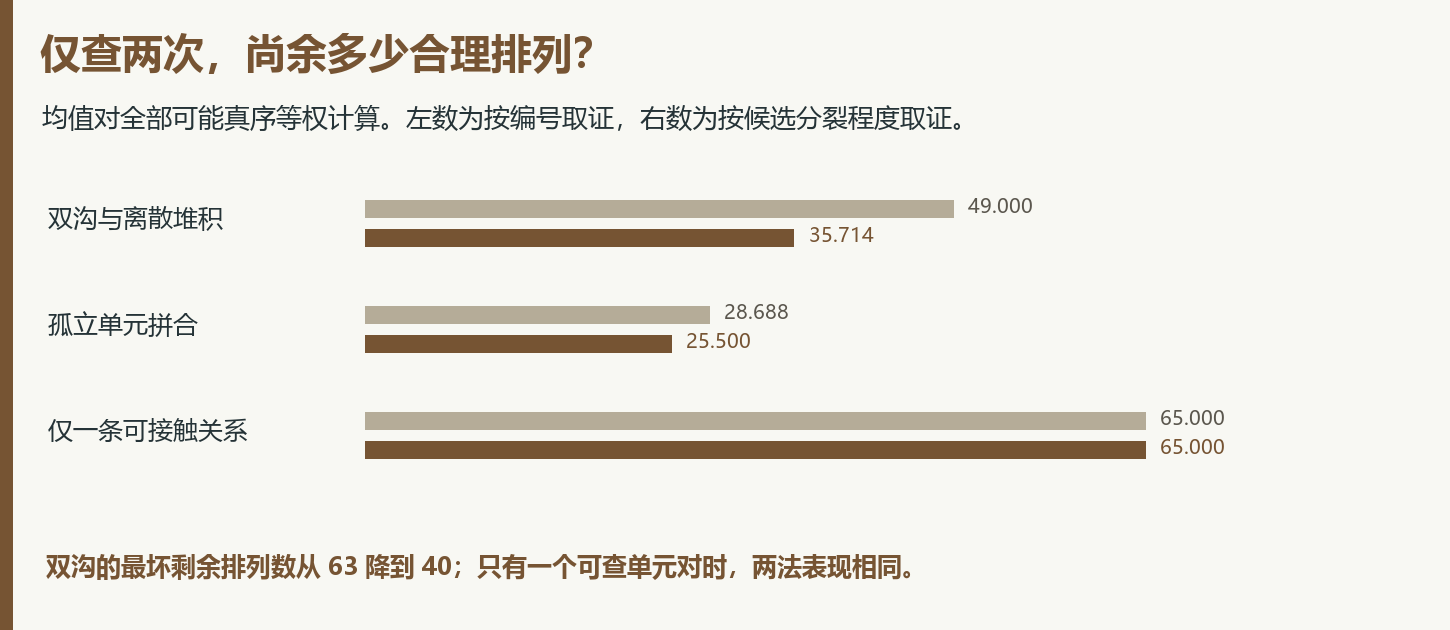 仅查两次，尚余多少合理排列？
均值对全部可能真序等权计算。左数为按编号取证，右数为按候选分裂程度取证。
双沟与离散堆积
49.000
35.714
孤立单元拼合
28.688
25.500
仅一条可接触关系
65.000
65.000
双沟的最坏剩余排列数从 63 降到 40；只有一个可查单元对时，两法表现相同。